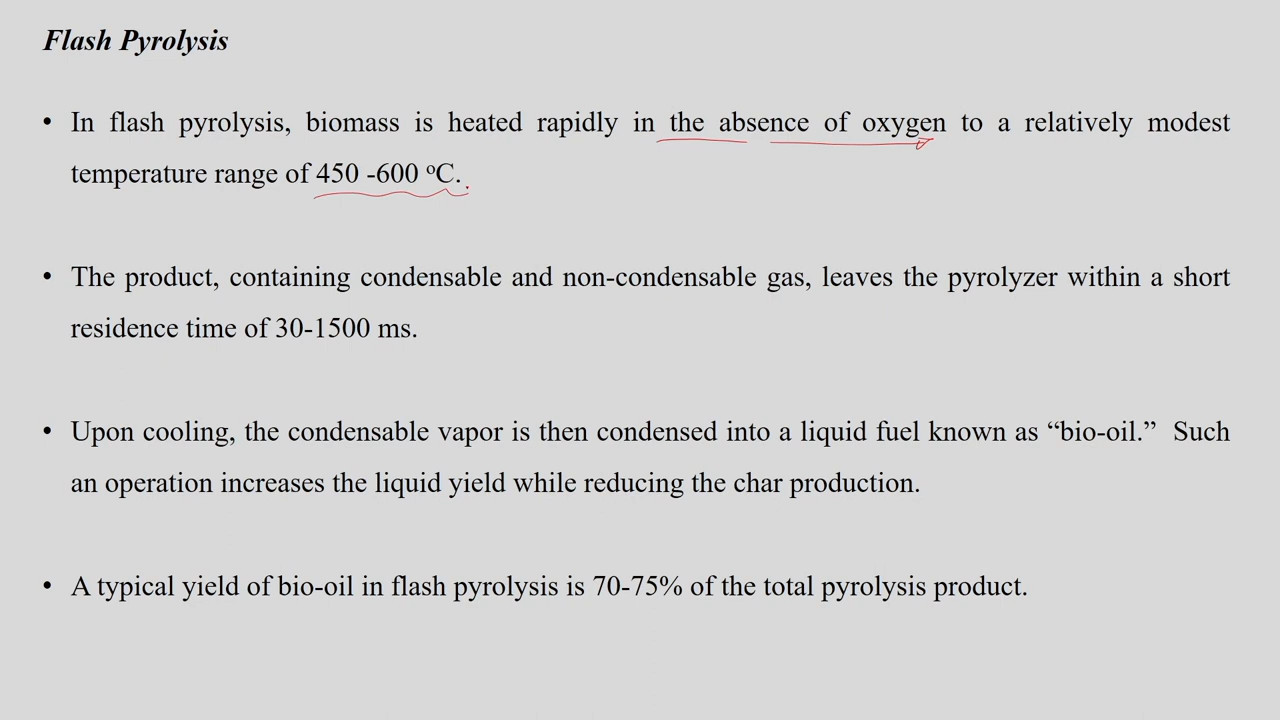 Flash Pyrolysis
• In flash pyrolysis, biomass is heated rapidly in the absence of oxygen to a relatively modest
temperature range of 450 -600 ᵒC.
• The product, containing condensable and non-condensable gas, leaves the pyrolyzer within a short
residence time of 30-1500 ms.
• Upon cooling, the condensable vapor is then condensed into a liquid fuel known as “bio-oil.” Such
an operation increases the liquid yield while reducing the char production.
• A typical yield of bio-oil in flash pyrolysis is 70-75% of the total pyrolysis product.